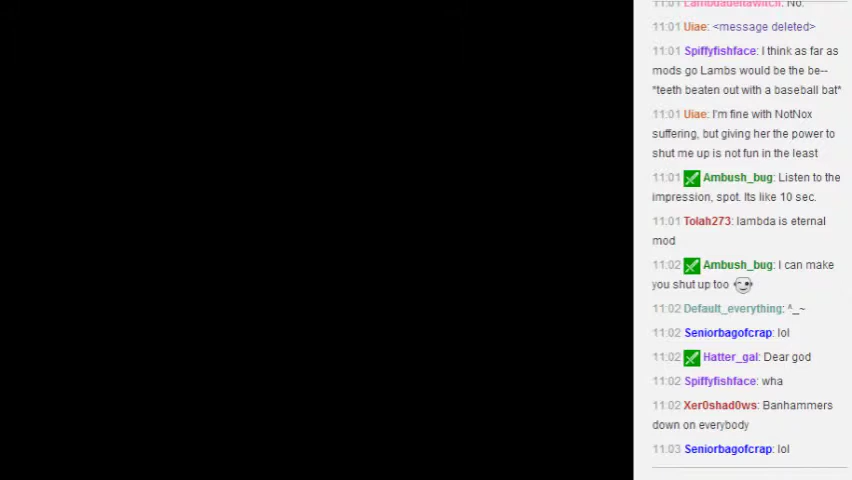 11:01 Lambdadeltawitch: No.
11:01 Uiae: <message deleted>
11:01 Spiffyfishface: I think as far as
mods go Lambs would be the be--
*teeth beaten out with a baseball bat*
11:01 Uiae: I'm fine with NotNox
suffering, but giving her the power to
shut me up is not fun in the least
11:01 Ambush_bug: Listen to the
impression, spot. Its like 10 sec.
11:01 Tolah273: lambda is eternal
mod
11:02 Ambush_bug: I can make
you shut up too
11:02 Default_everything: ^_~
11:02 Seniorbagofcrap: lol
11:02 Hatter_gal: Dear god
11:02 Spiffyfishface: wha
11:02 Xer0shad0ws: Banhammers
down on everybody
11:03 Seniorbagofcrap: lol